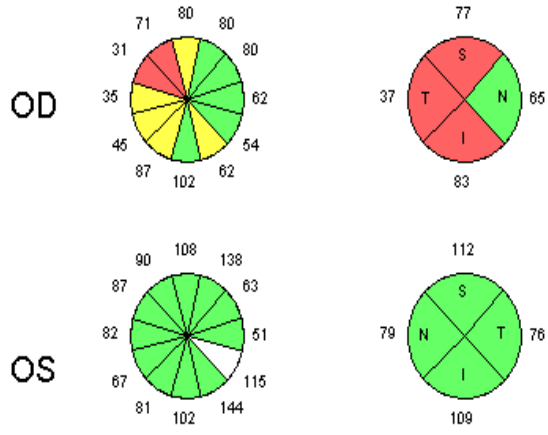 80 77
71 80
31 80 S
OD 35 62 37 T N 65
45 54 I
87 62
102 83
108 112
90 138
87 63 S
82 51 79 N T 76
OS 67 115 I
81 144
102 109